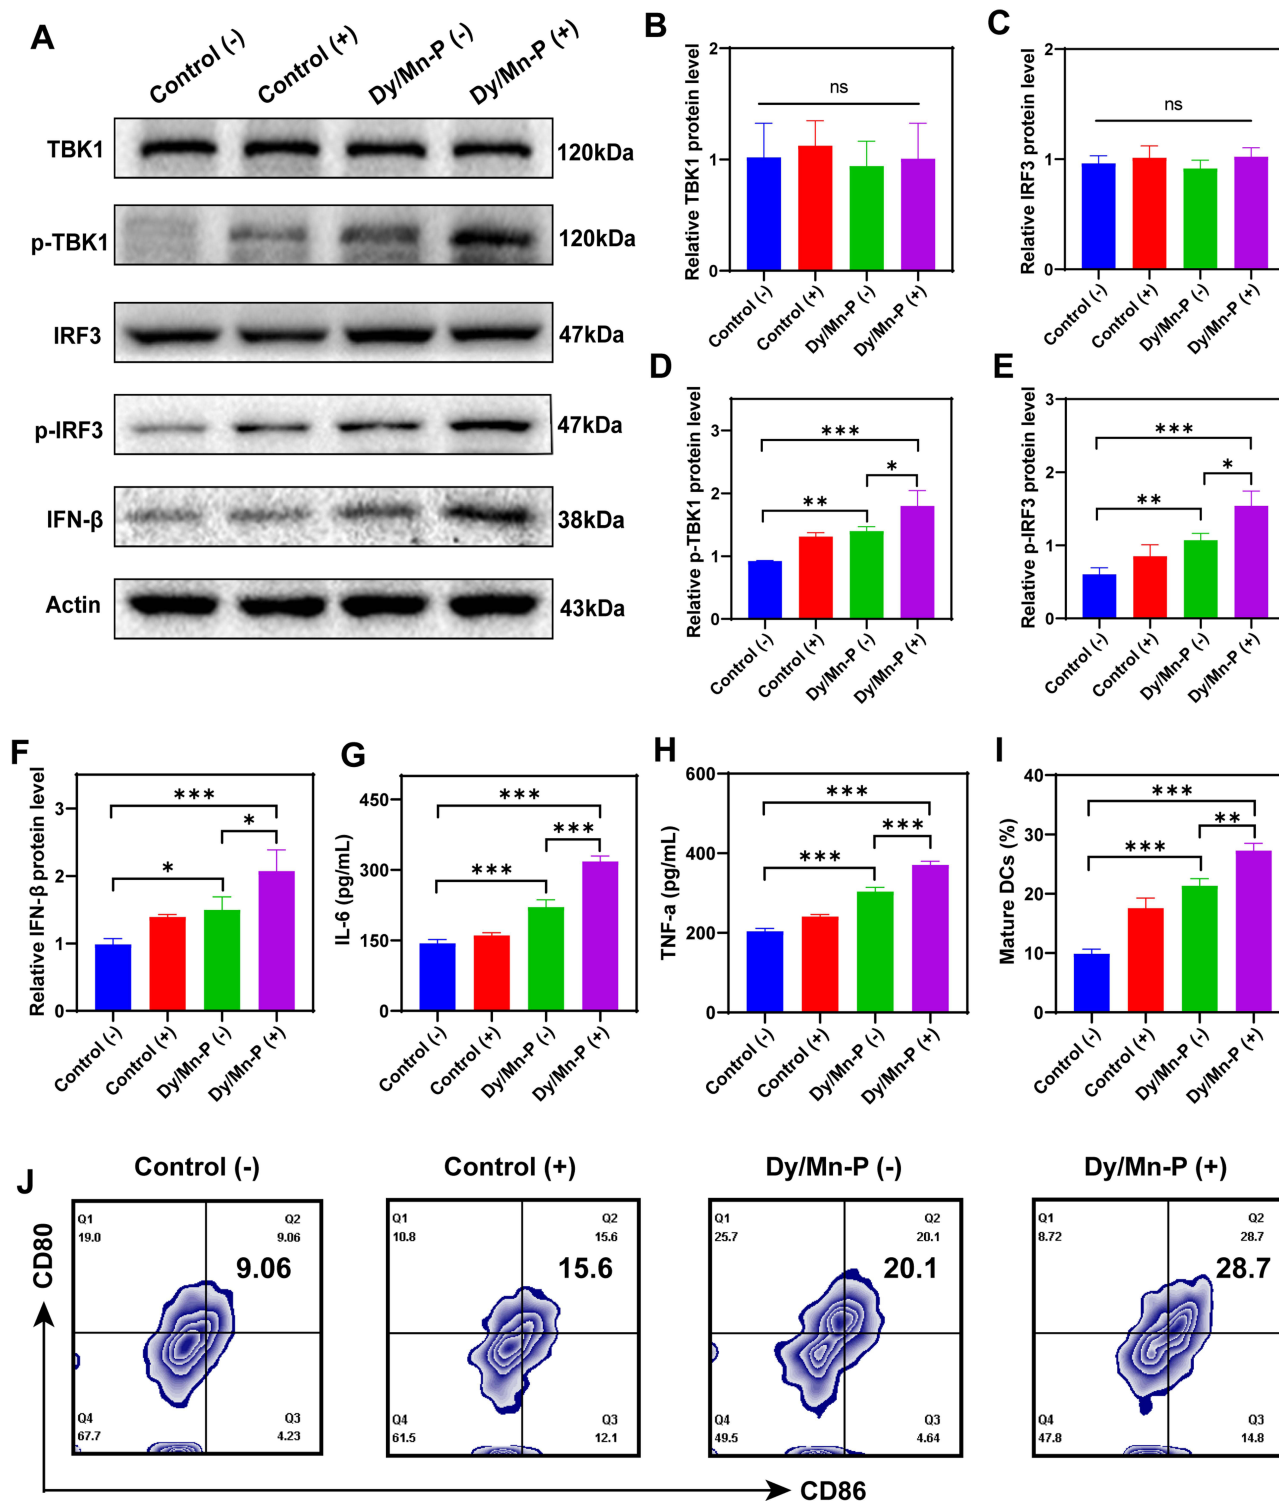 A
Control (-)
Control (+)
Dy/Mn-P (-)
Dy/Mn-P (+)
TBK1
120kDa
p-TBK1
120kDa
IRF3
47kDa
p-IRF3
47kDa
IFN-β
38kDa
Actin
43kDa
B
Relative TBK1 protein level
2
1
0
ns
Control (-)
Control (+)
Dy/Mn-P (-)
Dy/Mn-P (+)
C
Relative IRF3 protein level
2
1
0
ns
Control (-)
Control (+)
Dy/Mn-P (-)
Dy/Mn-P (+)
D
Relative p-TBK1 protein level
3
2
1
0
***
*
**
Control (-)
Control (+)
Dy/Mn-P (-)
Dy/Mn-P (+)
E
Relative p-IRF3 protein level
3
2
1
0
***
*
**
Control (-)
Control (+)
Dy/Mn-P (-)
Dy/Mn-P (+)
F
Relative IFN-β protein level
3
2
1
0
***
*
*
Control (-)
Control (+)
Dy/Mn-P (-)
Dy/Mn-P (+)
G
IL-6 (pg/mL)
450
300
150
0
***
***
***
Control (-)
Control (+)
Dy/Mn-P (-)
Dy/Mn-P (+)
H
TNF-a (pg/mL)
600
400
200
0
***
***
***
Control (-)
Control (+)
Dy/Mn-P (-)
Dy/Mn-P (+)
I
Mature DCs (%)
40
30
20
10
0
***
**
***
Control (-)
Control (+)
Dy/Mn-P (-)
Dy/Mn-P (+)
J
CD80
CD86
Control (-)
Q1
19.0
Q2
9.06
9.06
Q4
67.7
Q3
4.23
Control (+)
Q1
10.8
Q2
15.6
15.6
Q4
61.5
Q3
12.1
Dy/Mn-P (-)
Q1
25.7
Q2
20.1
20.1
Q4
49.5
Q3
4.64
Dy/Mn-P (+)
Q1
8.72
Q2
28.7
28.7
Q4
47.8
Q3
14.8